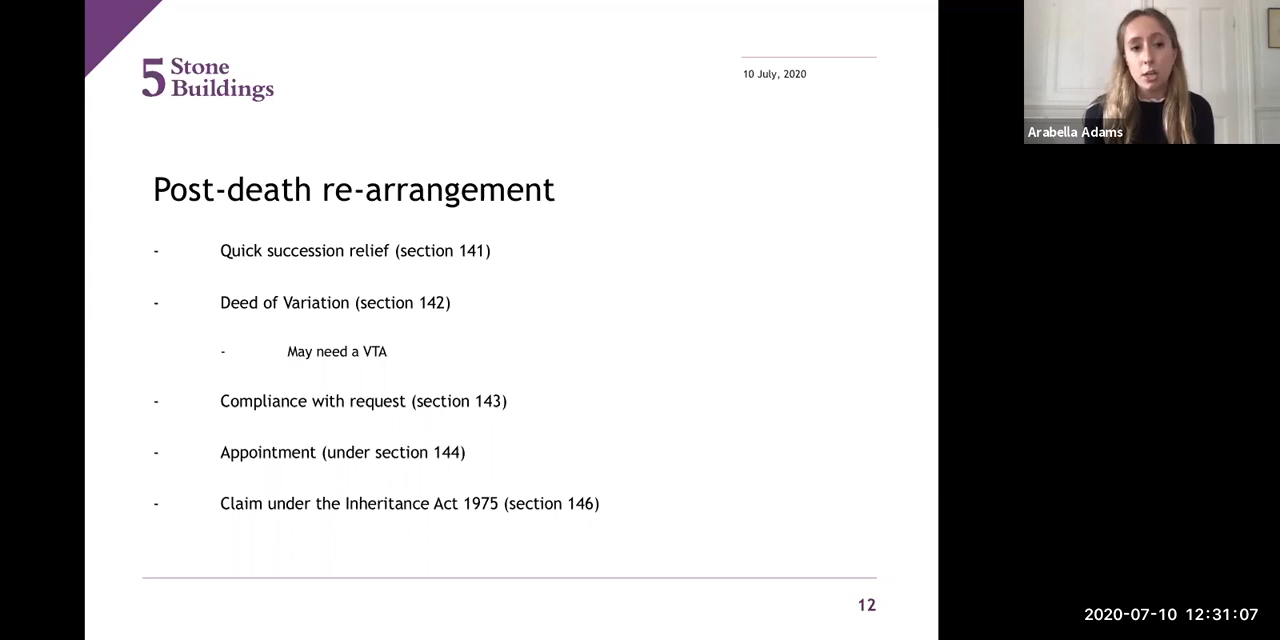 5 Stone
Buildings
10 July, 2020
Arabella Adams
Post-death re-arrangement
- Quick succession relief (section 141)
- Deed of Variation (section 142)
- May need a VTA
- Compliance with request (section 143)
- Appointment (under section 144)
- Claim under the Inheritance Act 1975 (section 146)
12
2020-07-10 12:31:07